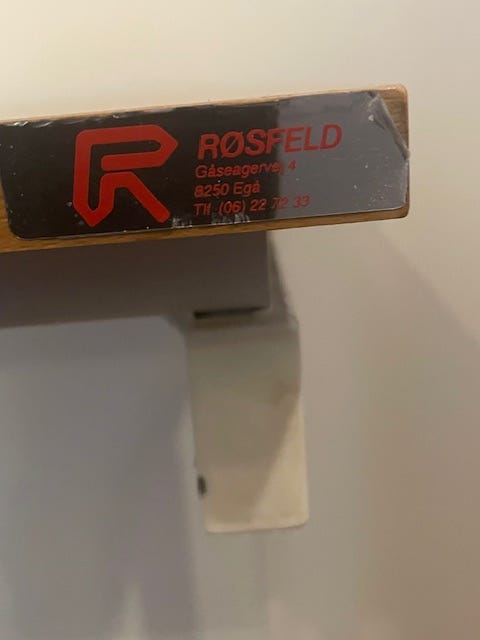 RØSFELD
Gåseagervej 4
8250 Egå
Tlf. (06) 22 72 33